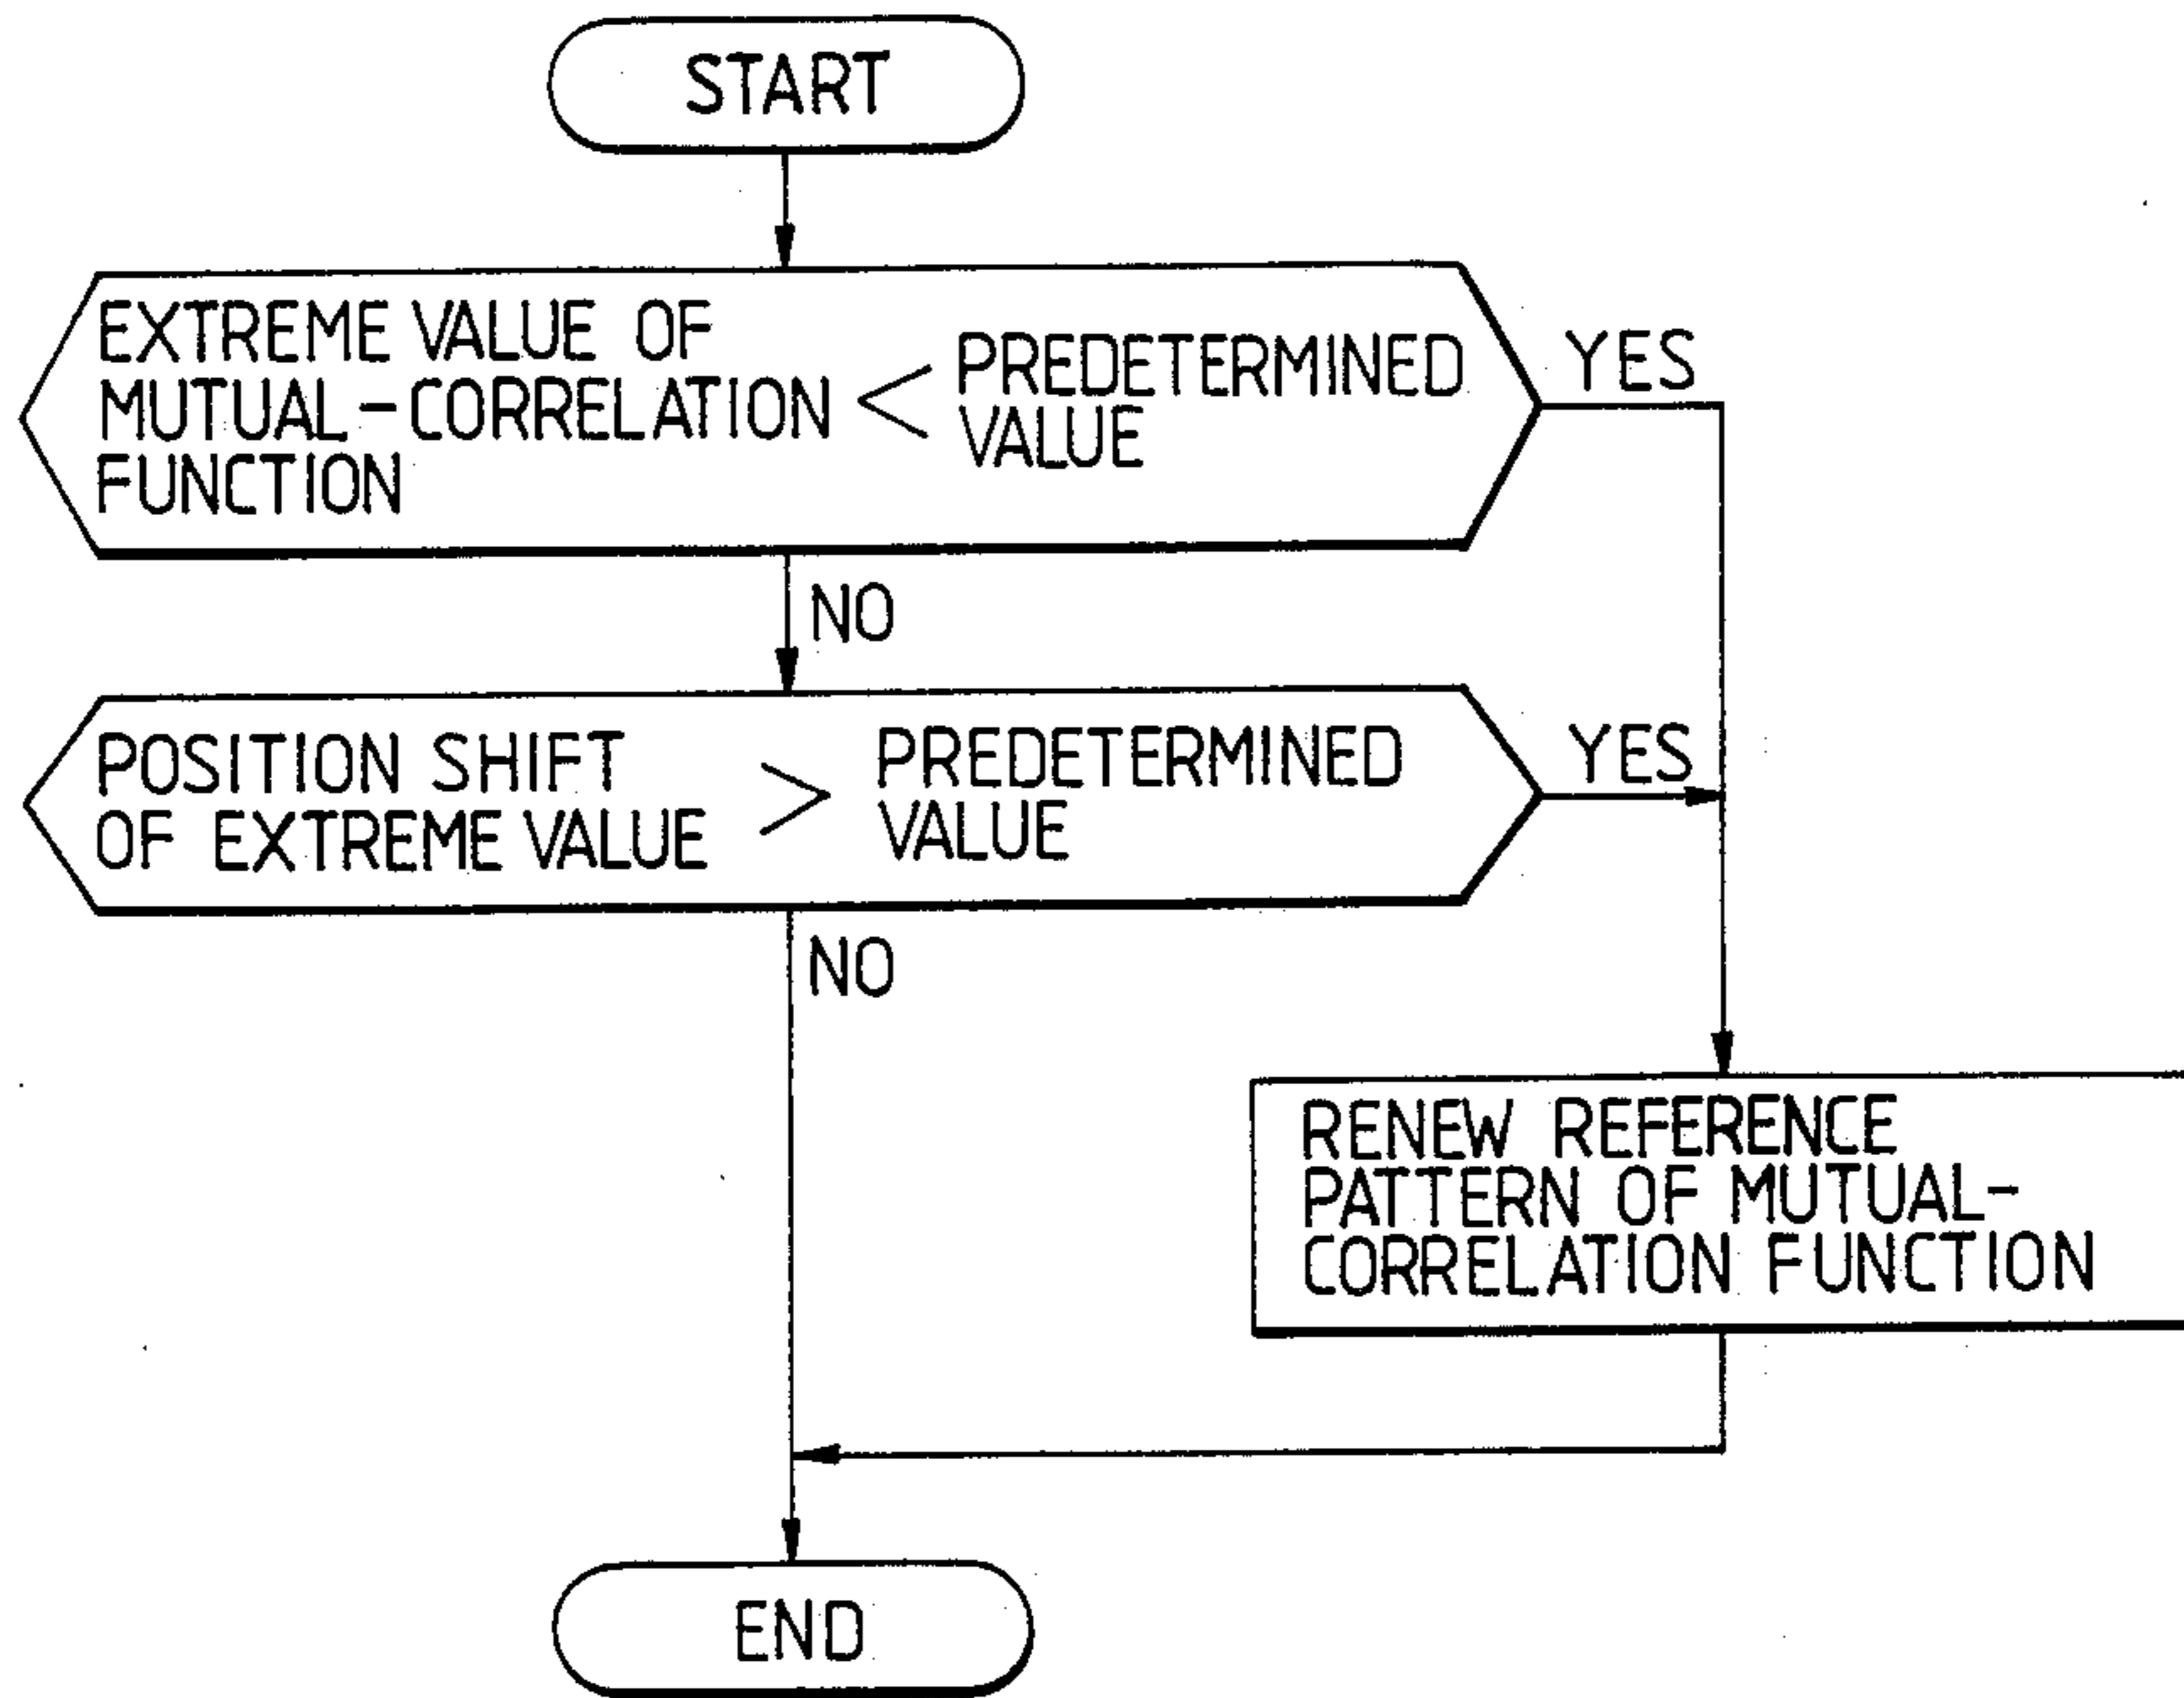 START
EXTREME VALUE OF
MUTUAL-CORRELATION < PREDETERMINED
FUNCTION VALUE
YES
NO
POSITION SHIFT
OF EXTREME VALUE > PREDETERMINED
VALUE
YES
NO
RENEW REFERENCE
PATTERN OF MUTUAL-
CORRELATION FUNCTION
END